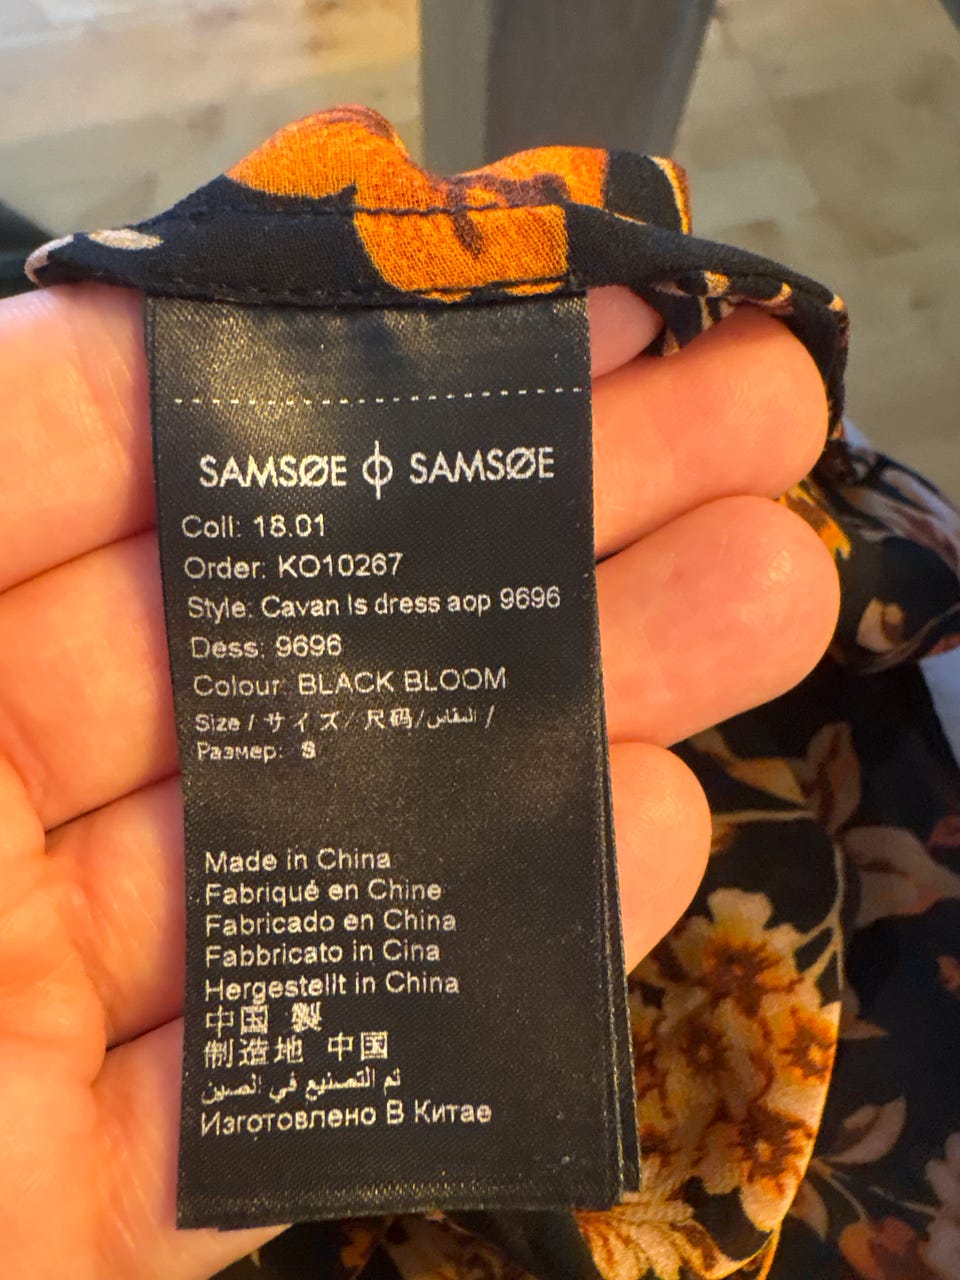 SAMSØE ϕ SAMSØE
Coll: 18.01
Order: KO10267
Style: Cavan ls dress aop 9696
Dess: 9696
Colour: BLACK BLOOM
Size / サイズ / 尺码 / المقاس /
Размер: S
Made in China
Fabriqué en Chine
Fabricado en China
Fabbricato in Cina
Hergestellt in China
中国 製
制造地 中国
تم التصنيع في الصين
Изготовлено В Китае